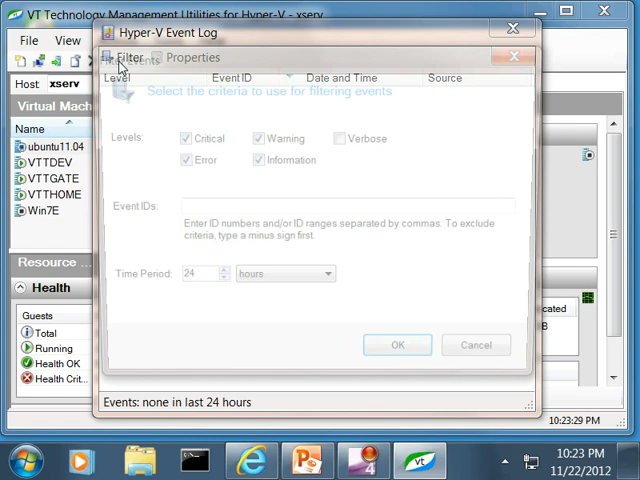 VT Technology Management Utilities for Hyper-V - xserv
File View
Host: xserv
Virtual Mach
Name
ubuntu11.04
VTTDEV
VTTGATE
VTTHOME
Win7E
Resource ...
Health
Guests
Total
Running
Health OK
Health Crit...
Hyper-V Event Log
Filter Properties
Filter Events
Level Event ID Date and Time Source
Select the criteria to use for filtering events
Levels: Critical Warning Verbose
Error Information
Event IDs:
Enter ID numbers and/or ID ranges separated by commas. To exclude
criteria, type a minus sign first.
Time Period: 24 hours
OK Cancel
Events: none in last 24 hours
ocated
B
10:23:29 PM
4
vt
10:23 PM
11/22/2012